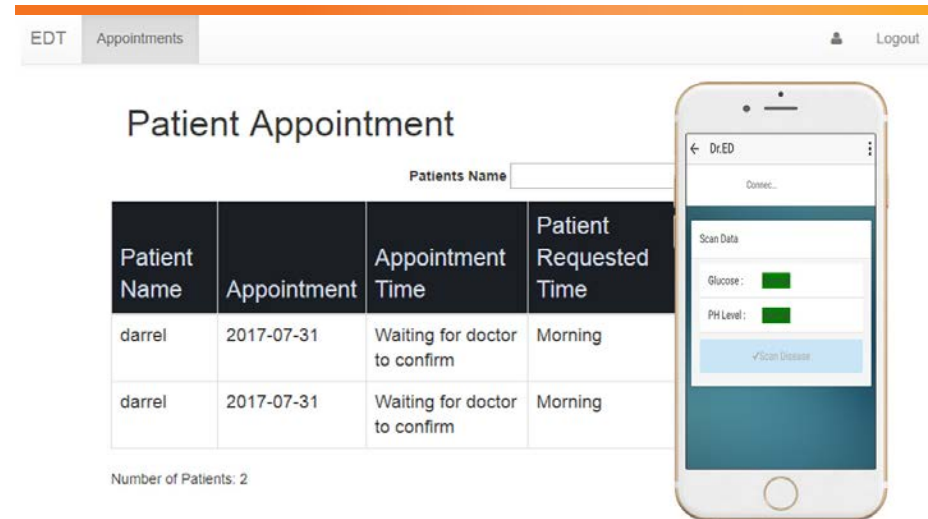 EDT Appointments Logout
Patient Appointment
Patients Name
Patient
Name
Appointment
Appointment
Time
Patient
Requested
Time
darrel
2017-07-31
Waiting for doctor
to confirm
Morning
darrel
2017-07-31
Waiting for doctor
to confirm
Morning
Number of Patients: 2
← Dr.ED
Connec...
Scan Data
Glucose :
PH Level :
✓Scan Disease